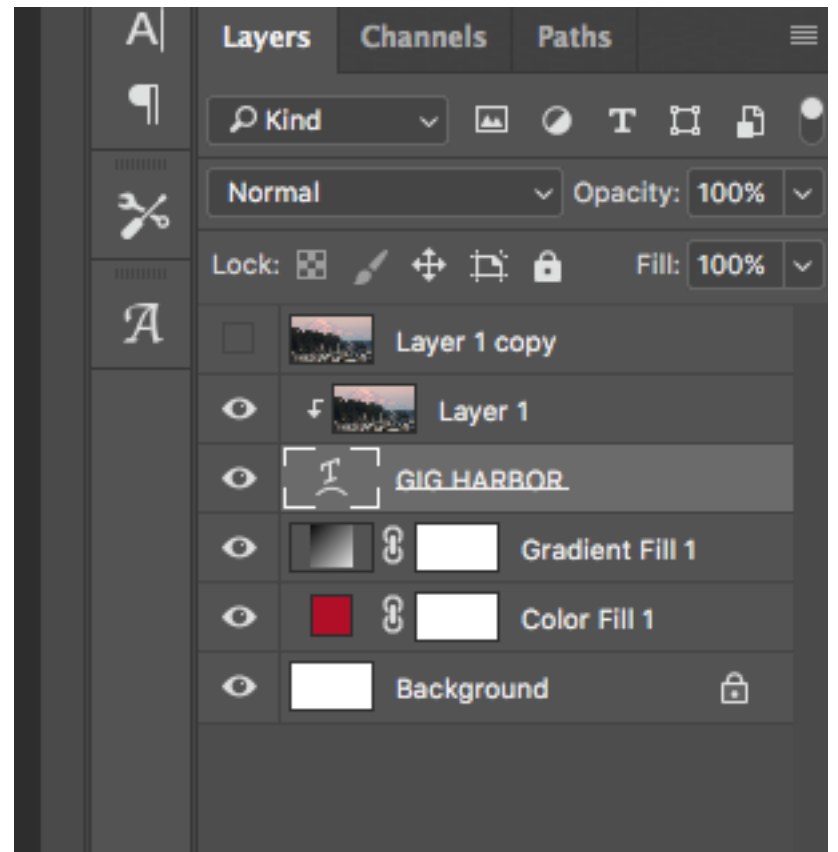 Layers Channels Paths
Kind
Normal Opacity: 100%
Lock: Fill: 100%
Layer 1 copy
Layer 1
GIG HARBOR
Gradient Fill 1
Color Fill 1
Background